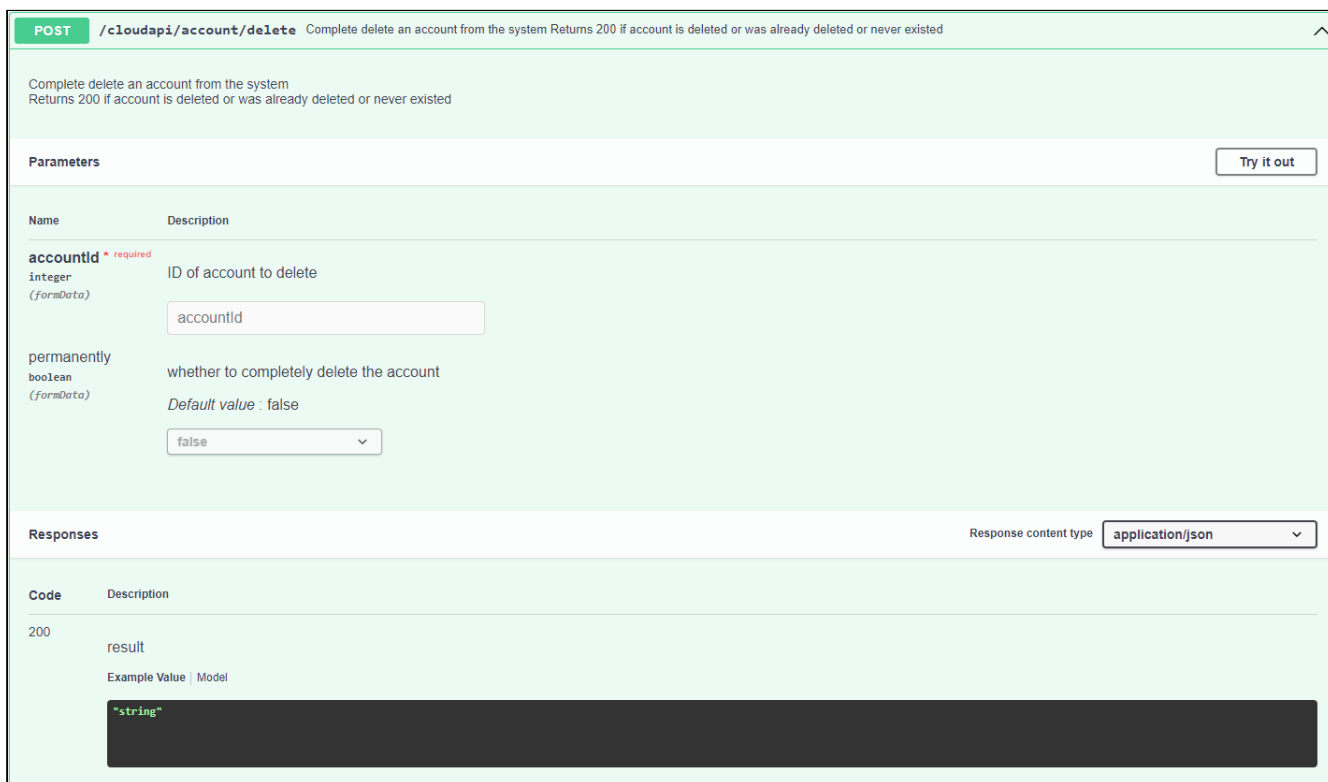 POST /cloudapi/account/delete Complete delete an account from the system Returns 200 if account is deleted or was already deleted or never existed
Complete delete an account from the system
Returns 200 if account is deleted or was already deleted or never existed
Parameters Try it out
Name Description
accountId * required
integer
(formData)
ID of account to delete
accountId
permanently
boolean
(formData)
whether to completely delete the account
Default value : false
false
Responses Response content type application/json
Code Description
200
result
Example Value Model
"string"